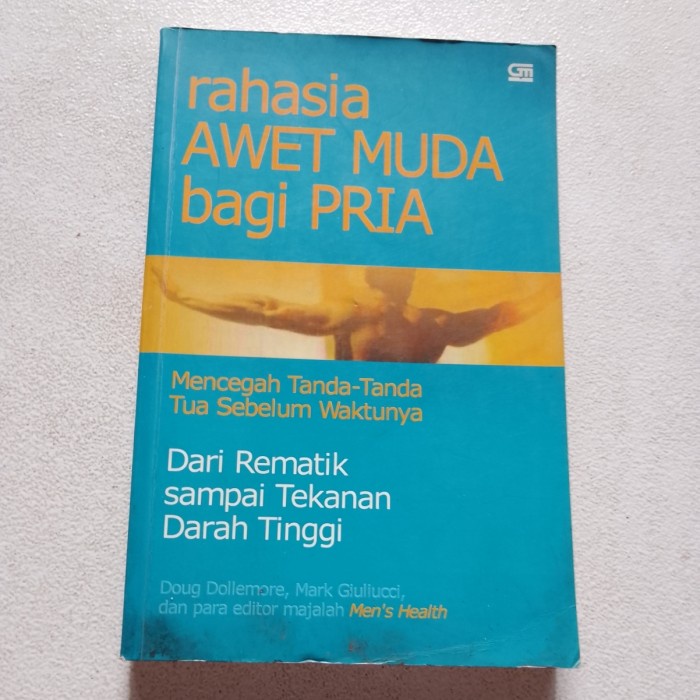 GM
rahasia
AWET MUDA
bagi PRIA
Mencegah Tanda-Tanda
Tua Sebelum Waktunya
Dari Rematik
sampai Tekanan
Darah Tinggi
Doug Dollemore, Mark Giuliucci,
dan para editor majalah Men's Health